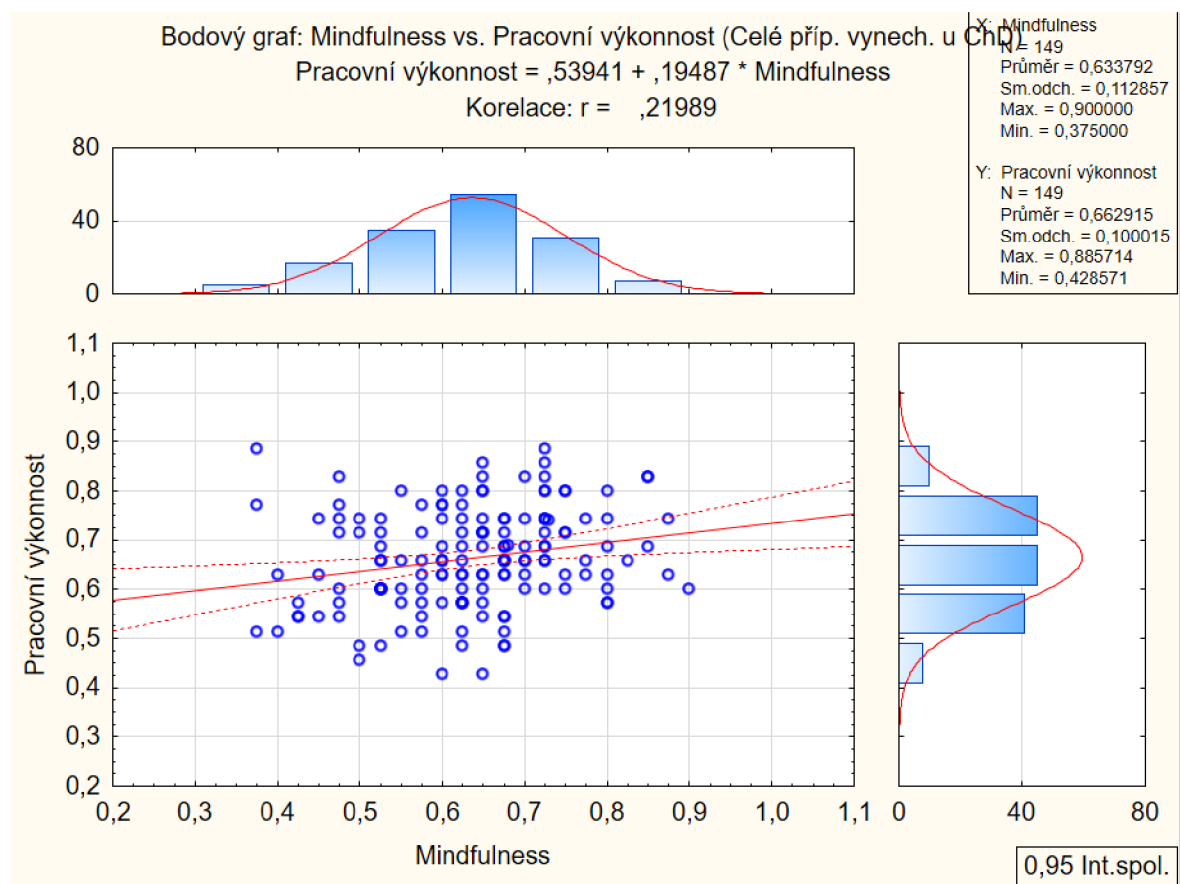 Bodový graf: Mindfulness vs. Pracovní výkonnost (Celé příp. vynech. u ChD)
Pracovní výkonnost = ,53941 + ,19487 * Mindfulness
Korelace: r = ,21989
X: Mindfulness
N = 149
Průměr = 0,633792
Sm.odch. = 0,112857
Max. = 0,900000
Min. = 0,375000
Y: Pracovní výkonnost
N = 149
Průměr = 0,662915
Sm.odch. = 0,100015
Max. = 0,885714
Min. = 0,428571
80
40
0
1,1
1,0
0,9
0,8
0,7
0,6
0,5
0,4
0,3
0,2
Pracovní výkonnost
0,2 0,3 0,4 0,5 0,6 0,7 0,8 0,9 1,0 1,1
0 40 80
Mindfulness
0,95 Int.spol.